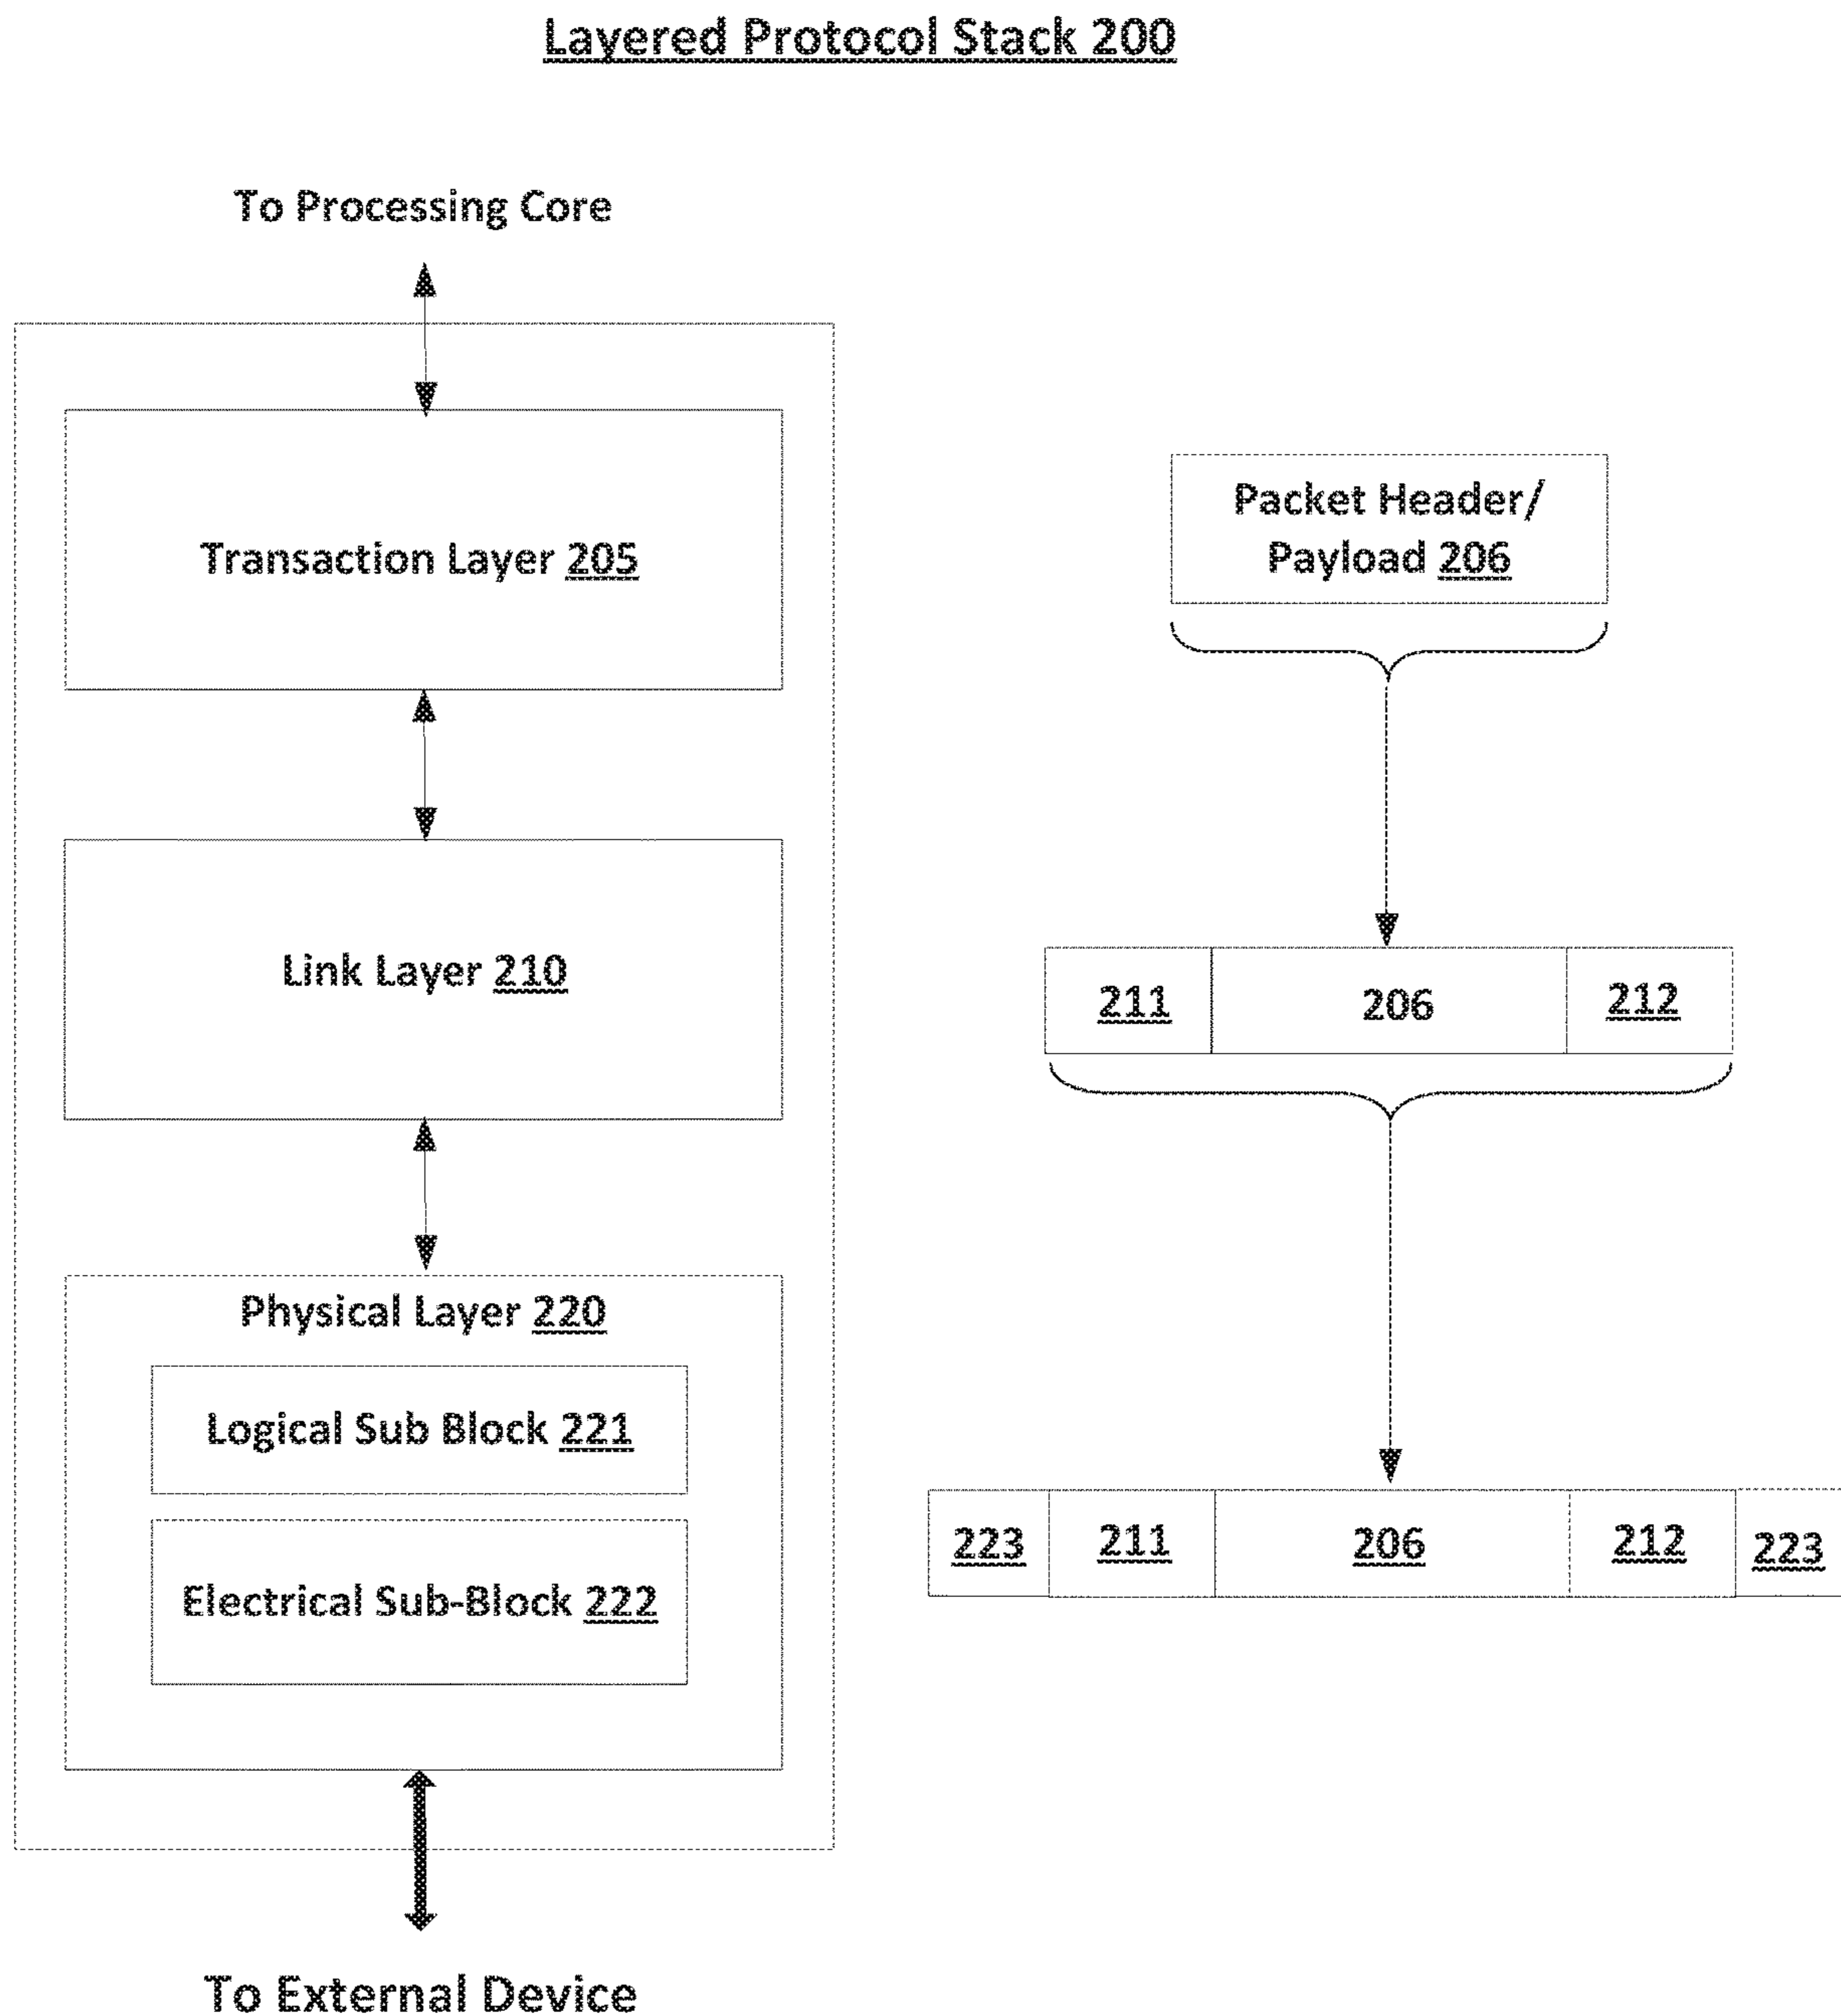 Layered Protocol Stack 200
To Processing Core
Transaction Layer 205
Packet Header/
Payload 206
Link Layer 210
211 206 212
Physical Layer 220
Logical Sub Block 221
Electrical Sub-Block 222
223 211 206 212 223
To External Device